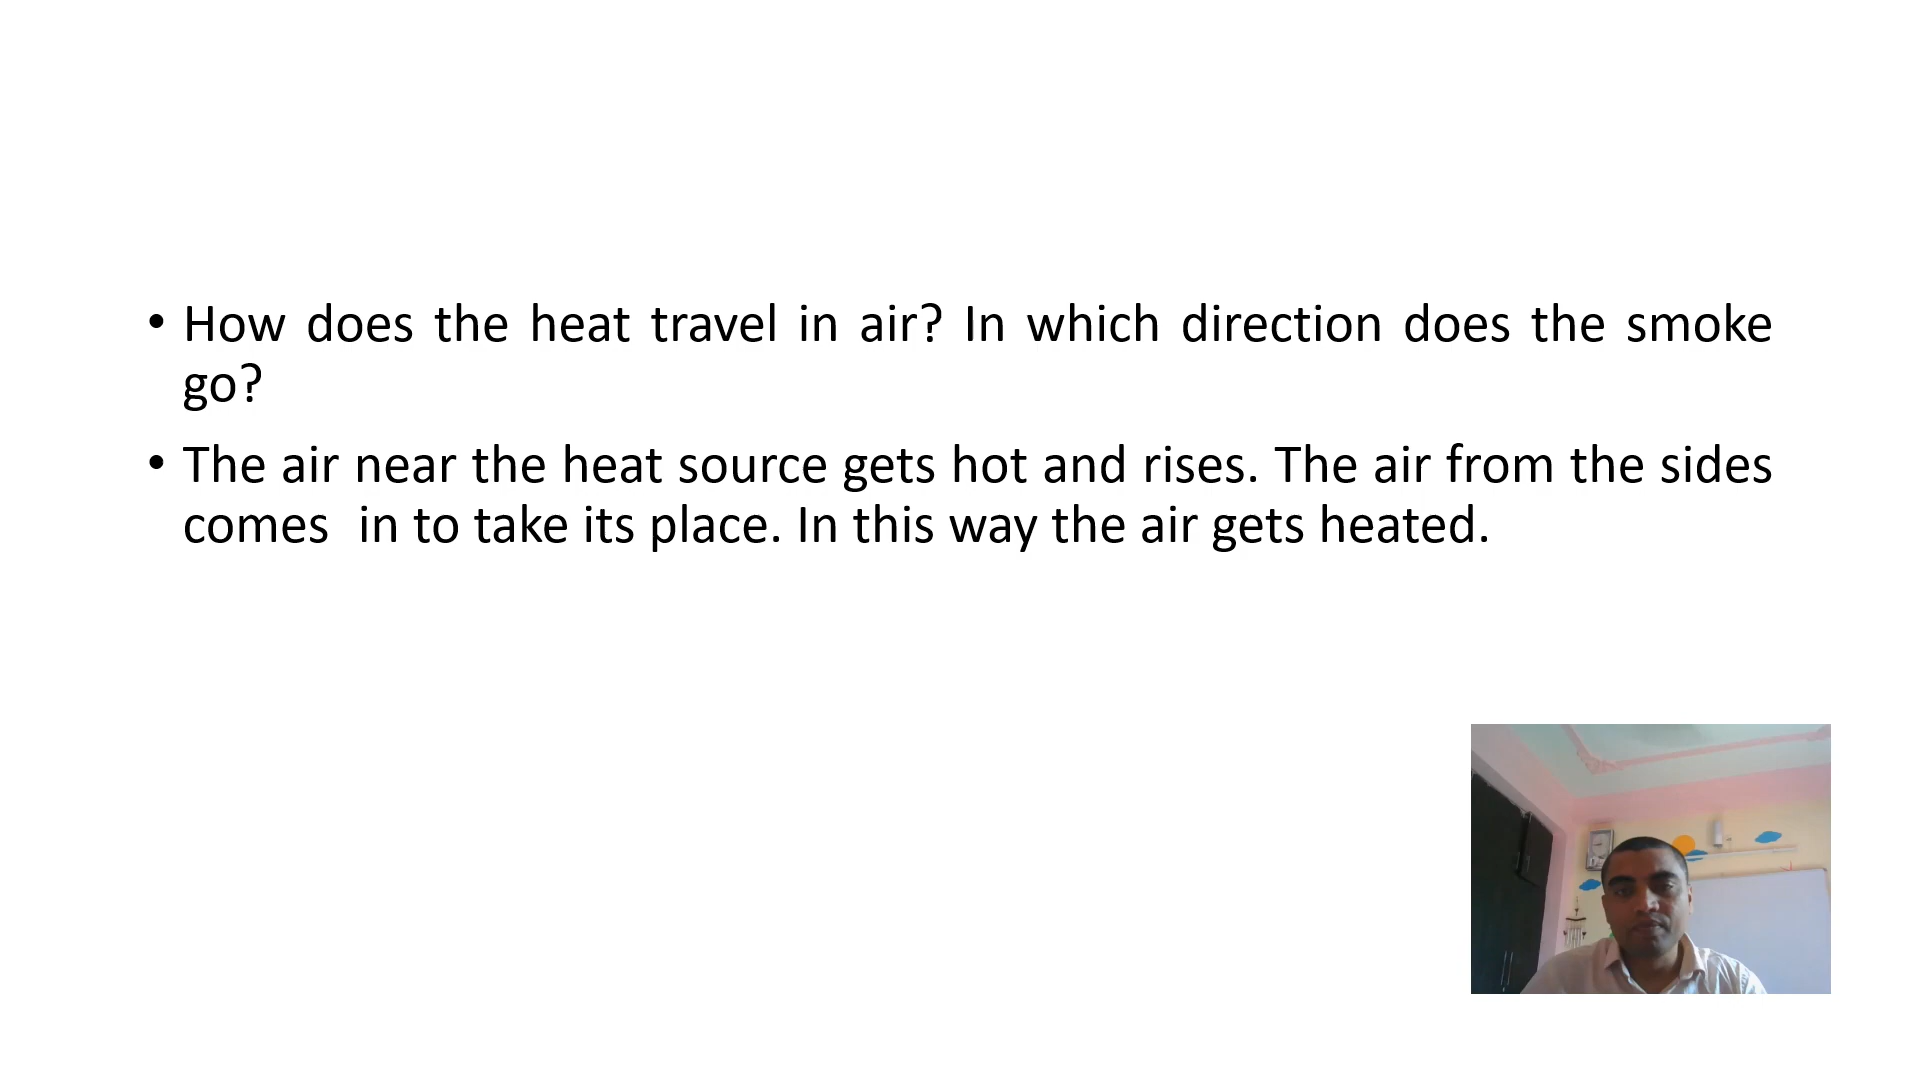 • How does the heat travel in air? In which direction does the smoke
go?
• The air near the heat source gets hot and rises. The air from the sides
comes  in to take its place. In this way the air gets heated.